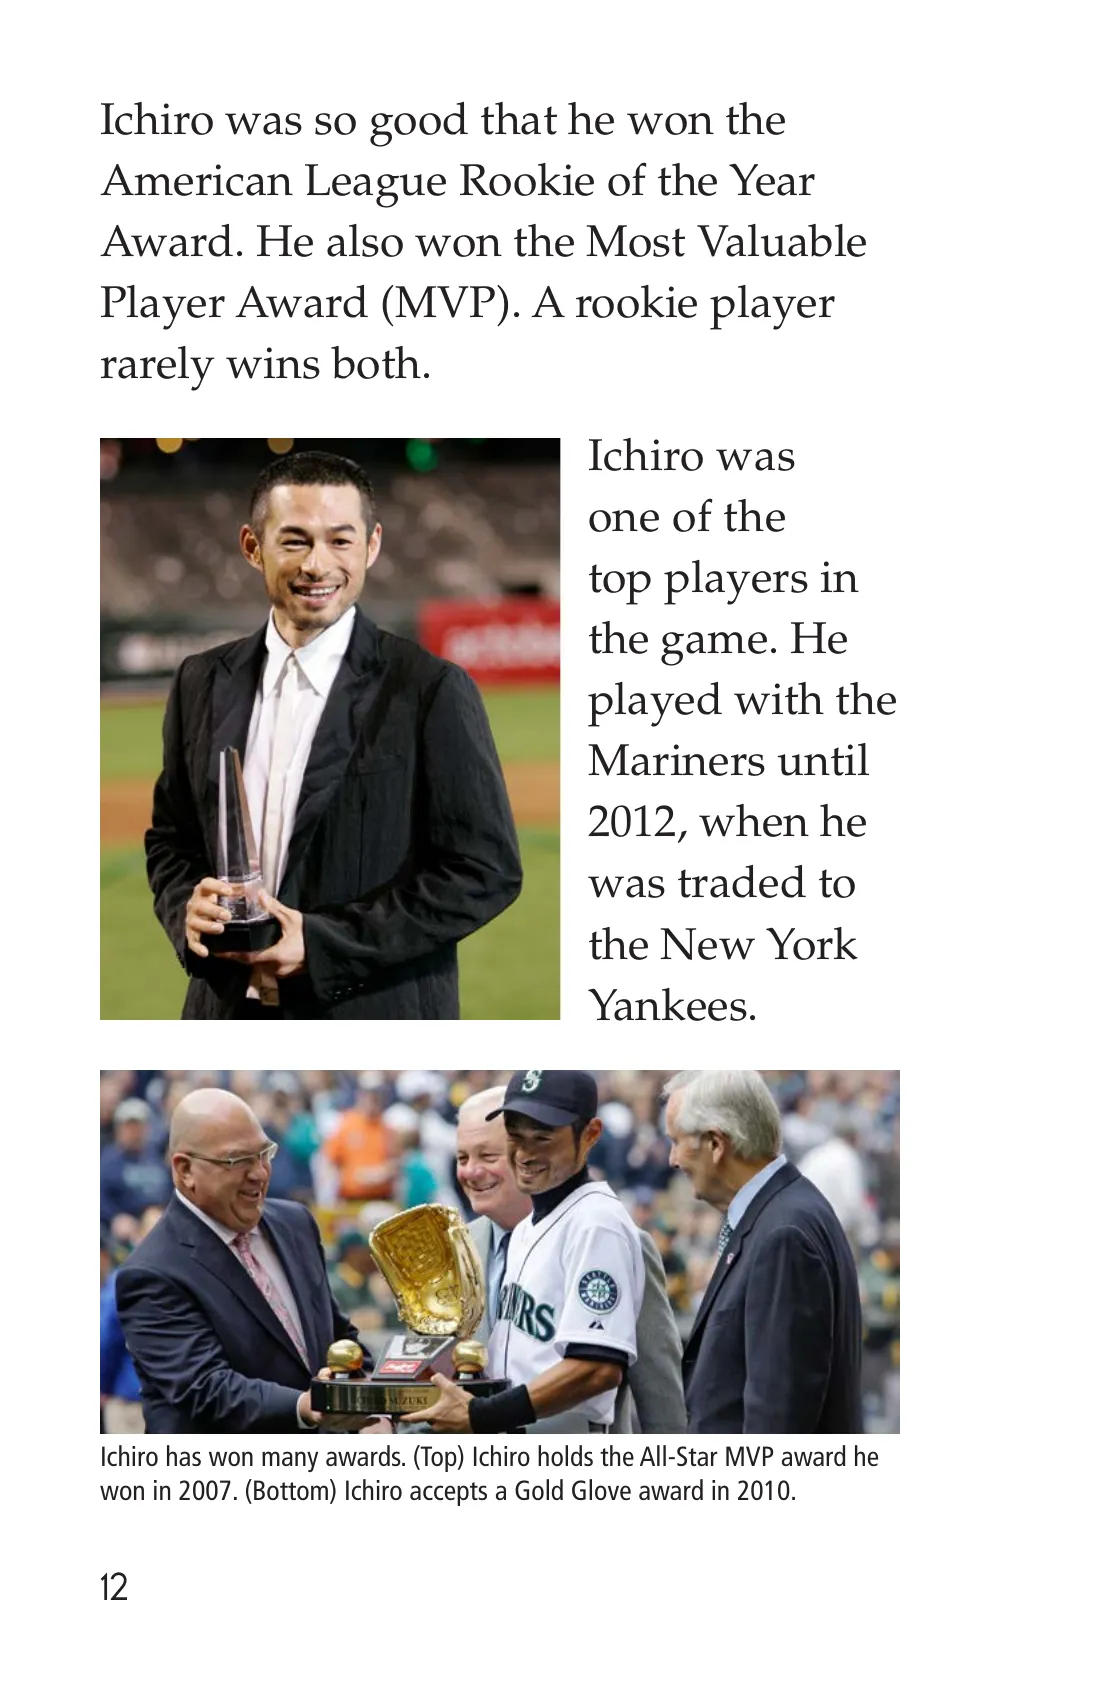 Ichiro was so good that he won the
American League Rookie of the Year
Award. He also won the Most Valuable
Player Award (MVP). A rookie player
rarely wins both.
Ichiro was
one of the
top players in
the game. He
played with the
Mariners until
2012, when he
was traded to
the New York
Yankees.
Ichiro has won many awards. (Top) Ichiro holds the All-Star MVP award he
won in 2007. (Bottom) Ichiro accepts a Gold Glove award in 2010.
12